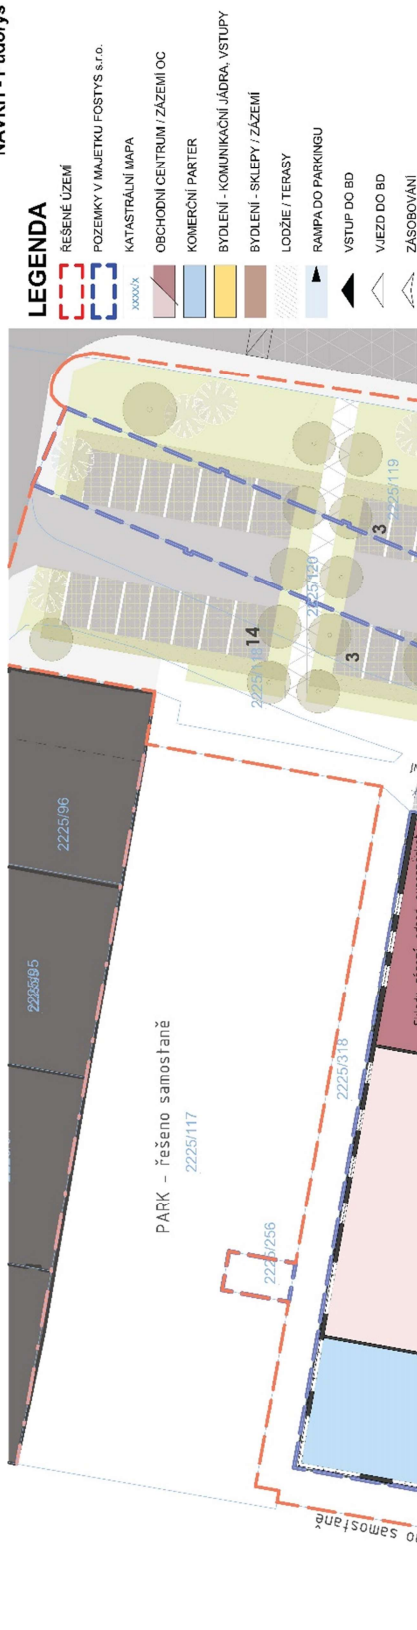 LEGENDA
ŘEŠENÉ ÚZEMÍ
POZEMKY V MAJETKU FOSTYS s.r.o.
xxxx/x KATASTRÁLNÍ MAPA
OBCHODNÍ CENTRUM / ZÁZEMÍ OC
KOMERČNÍ PARTER
BYDLENÍ - KOMUNIKAČNÍ JÁDRA, VSTUPY
BYDLENÍ - SKLEPY / ZÁZEMÍ
LODŽIE / TERASY
RAMPA DO PARKINGU
VSTUP DO BD
VJEZD DO BD
ZÁSOBOVÁNÍ
2225/96
2225/119
3
2225/120
14
3
PARK - řešeno samostaně
2225/117
2225/318
2225/256
samostaně